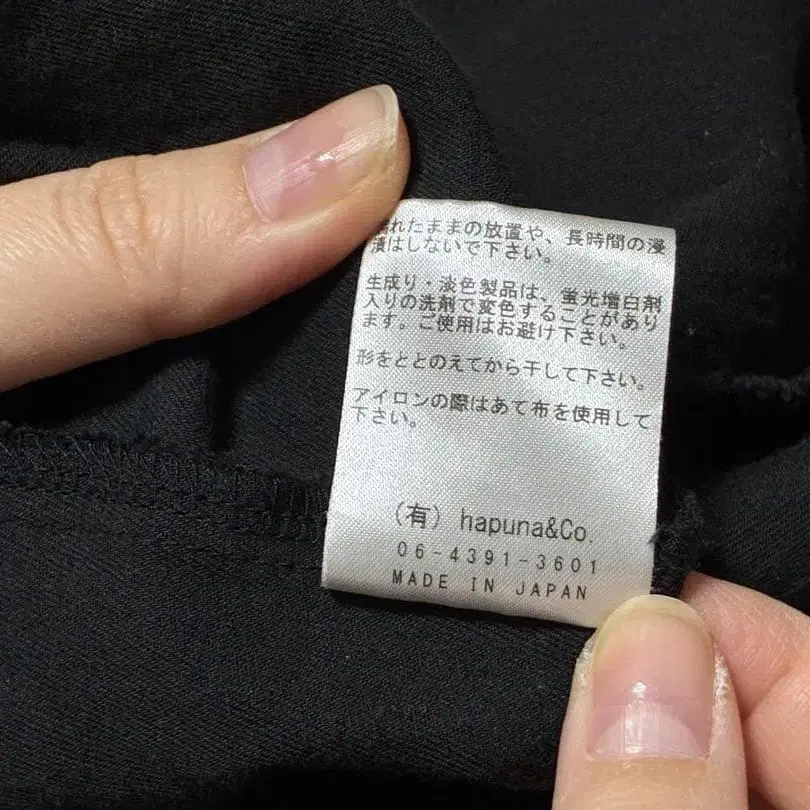 れたままの放置や、長時間の浸
漬はしないで下さい。
生成り・淡色製品は、蛍光増白剤
入りの洗剤で変色することがあり
ます。ご使用はお避け下さい。
形をととのえてから干して下さい。
アイロンの際はあて布を使用して
下さい。
(有) hapuna&Co.
06-4391-3601
MADE IN JAPAN